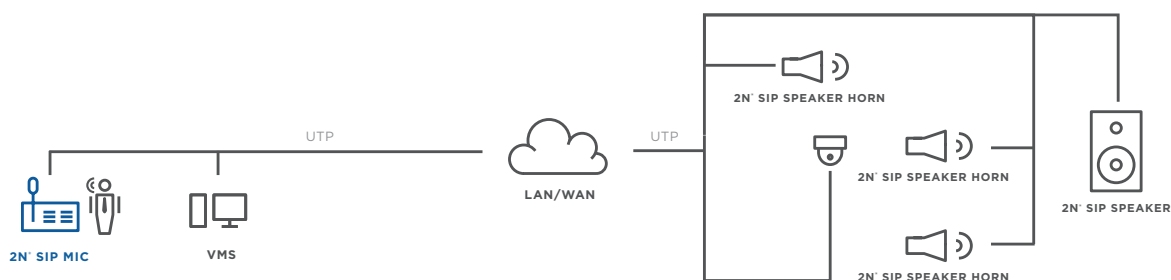 UTP
UTP
LAN/WAN
2N° SIP MIC
VMS
2N° SIP SPEAKER HORN
2N° SIP SPEAKER HORN
2N° SIP SPEAKER
2N° SIP SPEAKER HORN